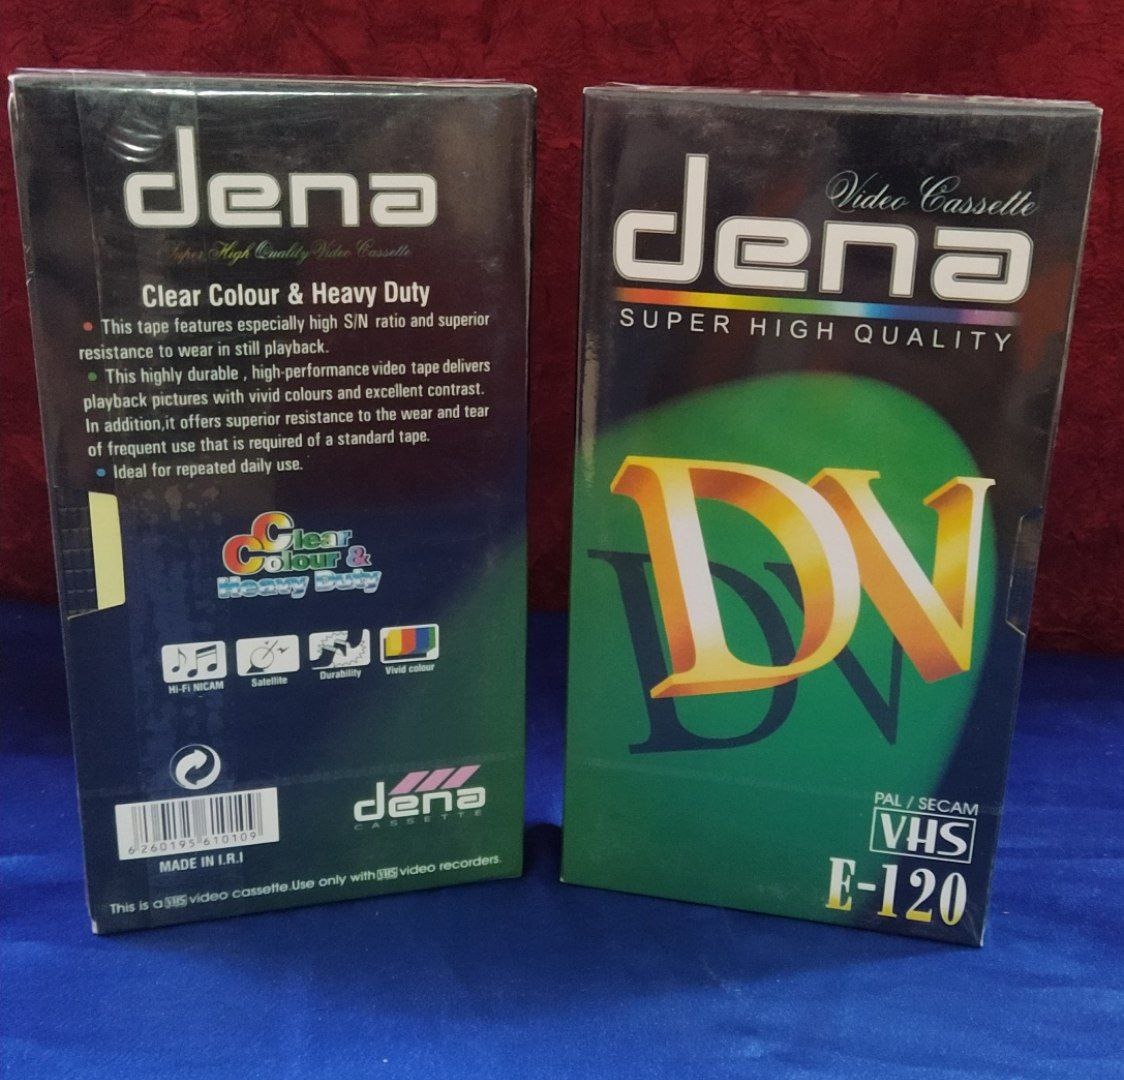 dena
Super High Quality Video Cassette
Clear Colour & Heavy Duty
• This tape features especially high S/N ratio and superior
resistance to wear in still playback.
• This highly durable , high-performance video tape delivers
playback pictures with vivid colours and excellent contrast.
In addition,it offers superior resistance to the wear and tear
of frequent use that is required of a standard tape.
• Ideal for repeated daily use.
Clear
Colour &
Heavy Duty
Hi-Fi NICAM
Satellite
Durability
Vivid colour
dena
CASSETTE
6 260195 610109
MADE IN I.R.I
This is a VHS video cassette.Use only with VHS video recorders.
Video Cassette
dena
SUPER HIGH QUALITY
DV
DV
PAL / SECAM
VHS
E-120